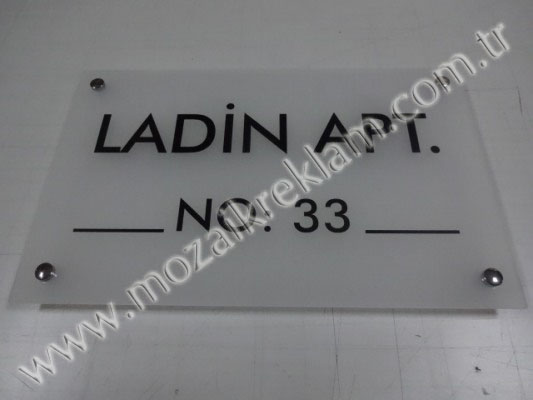 LADİN APT.
NO. 33
www.mozaikreklam.com.tr